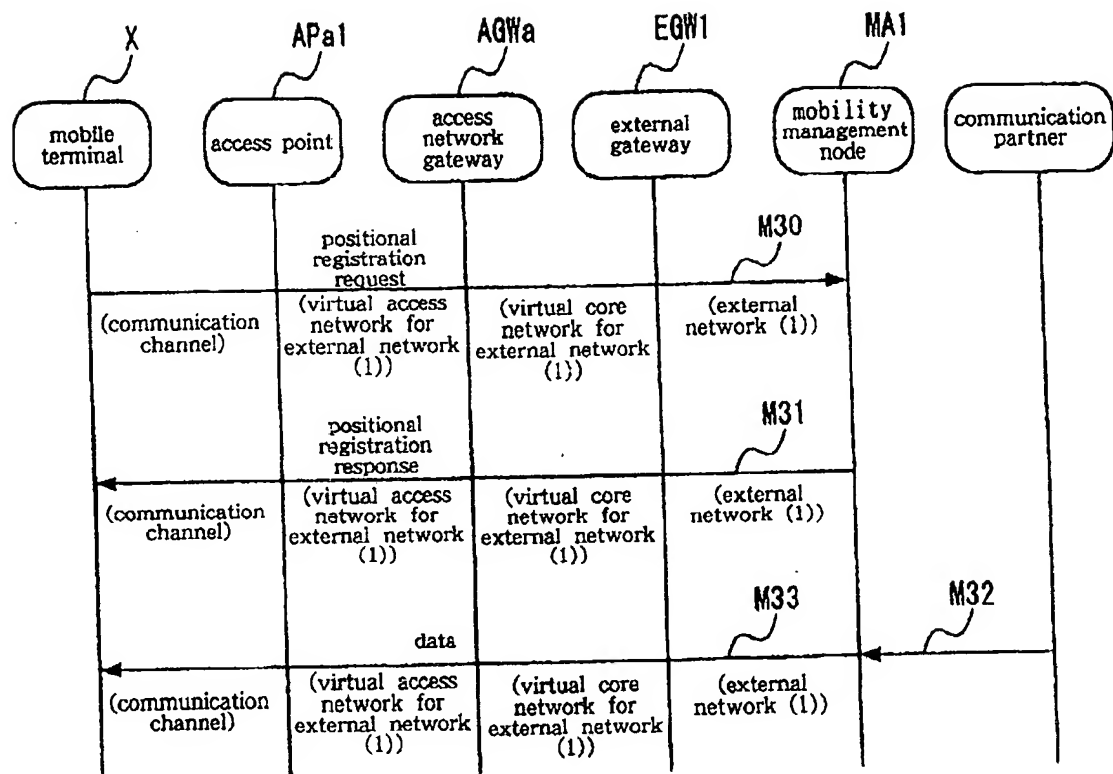 X
APa1
AGWa
EGW1
MA1
mobile
terminal
access point
access
network
gateway
external
gateway
mobility
management
node
communication
partner
positional
registration
request
M30
(communication
channel)
(virtual access
network for
external network
(1))
(virtual core
network for
external network
(1))
(external
network (1))
positional
registration
response
M31
(communication
channel)
(virtual access
network for
external network
(1))
(virtual core
network for
external network
(1))
(external
network (1))
data
M33
M32
(communication
channel)
(virtual access
network for
external network
(1))
(virtual core
network for
external network
(1))
(external
network (1))